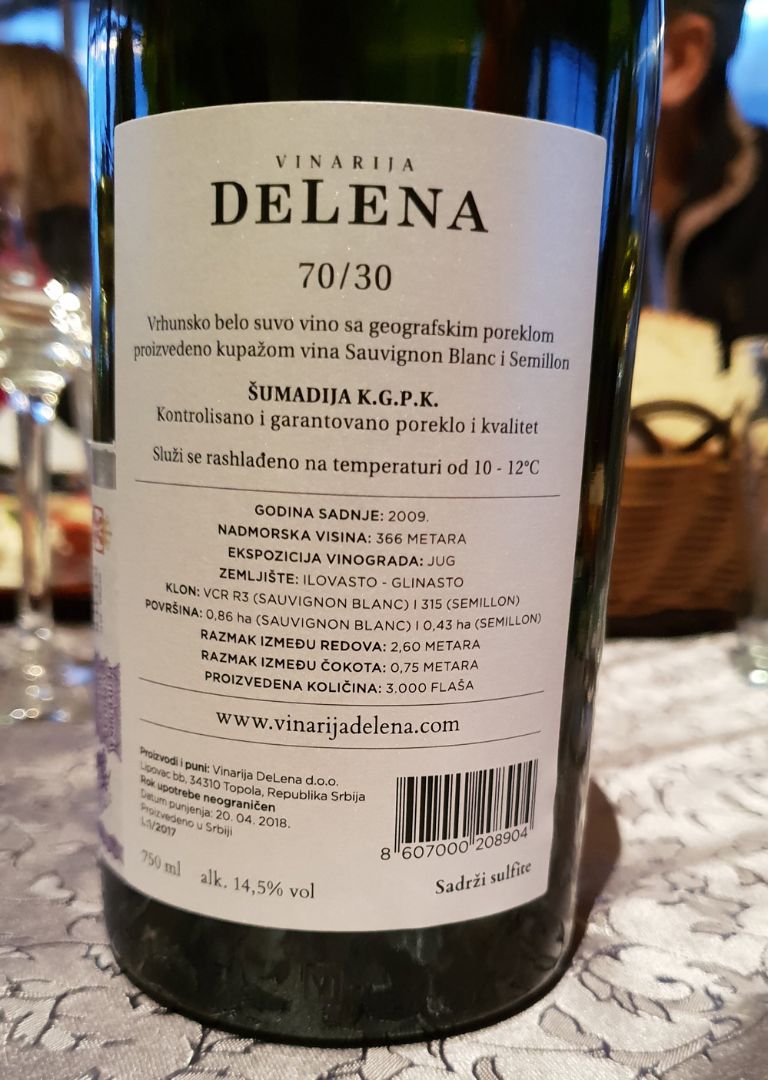 VINARIJA
DELENA
70/30
Vrhunsko belo suvo vino sa geografskim poreklom
proizvedeno kupažom vina Sauvignon Blanc i Semillon
ŠUMADIJA K.G.P.K.
Kontrolisano i garantovano poreklo i kvalitet
Služi se rashlađeno na temperaturi od 10 - 12°C
GODINA SADNJE: 2009.
NADMORSKA VISINA: 366 METARA
EKSPOZICIJA VINOGRADA: JUG
ZEMLJIŠTE: ILOVASTO - GLINASTO
KLON: VCR R3 (SAUVIGNON BLANC) I 315 (SEMILLON)
POVRŠINA: 0,86 ha (SAUVIGNON BLANC) I 0,43 ha (SEMILLON)
RAZMAK IZMEĐU REDOVA: 2,60 METARA
RAZMAK IZMEĐU ČOKOTA: 0,75 METARA
PROIZVEDENA KOLIČINA: 3.000 FLAŠA
www.vinarijadelena.com
Proizvodi i puni: Vinarija DeLena d.o.o.
Lipovac bb, 34310 Topola, Republika Srbija
Rok upotrebe neograničen
Datum punjenja: 20. 04. 2018.
Proizvedeno u Srbiji
L:1/2017
8 607000 208904
750 ml alk. 14,5% vol
Sadrži sulfite